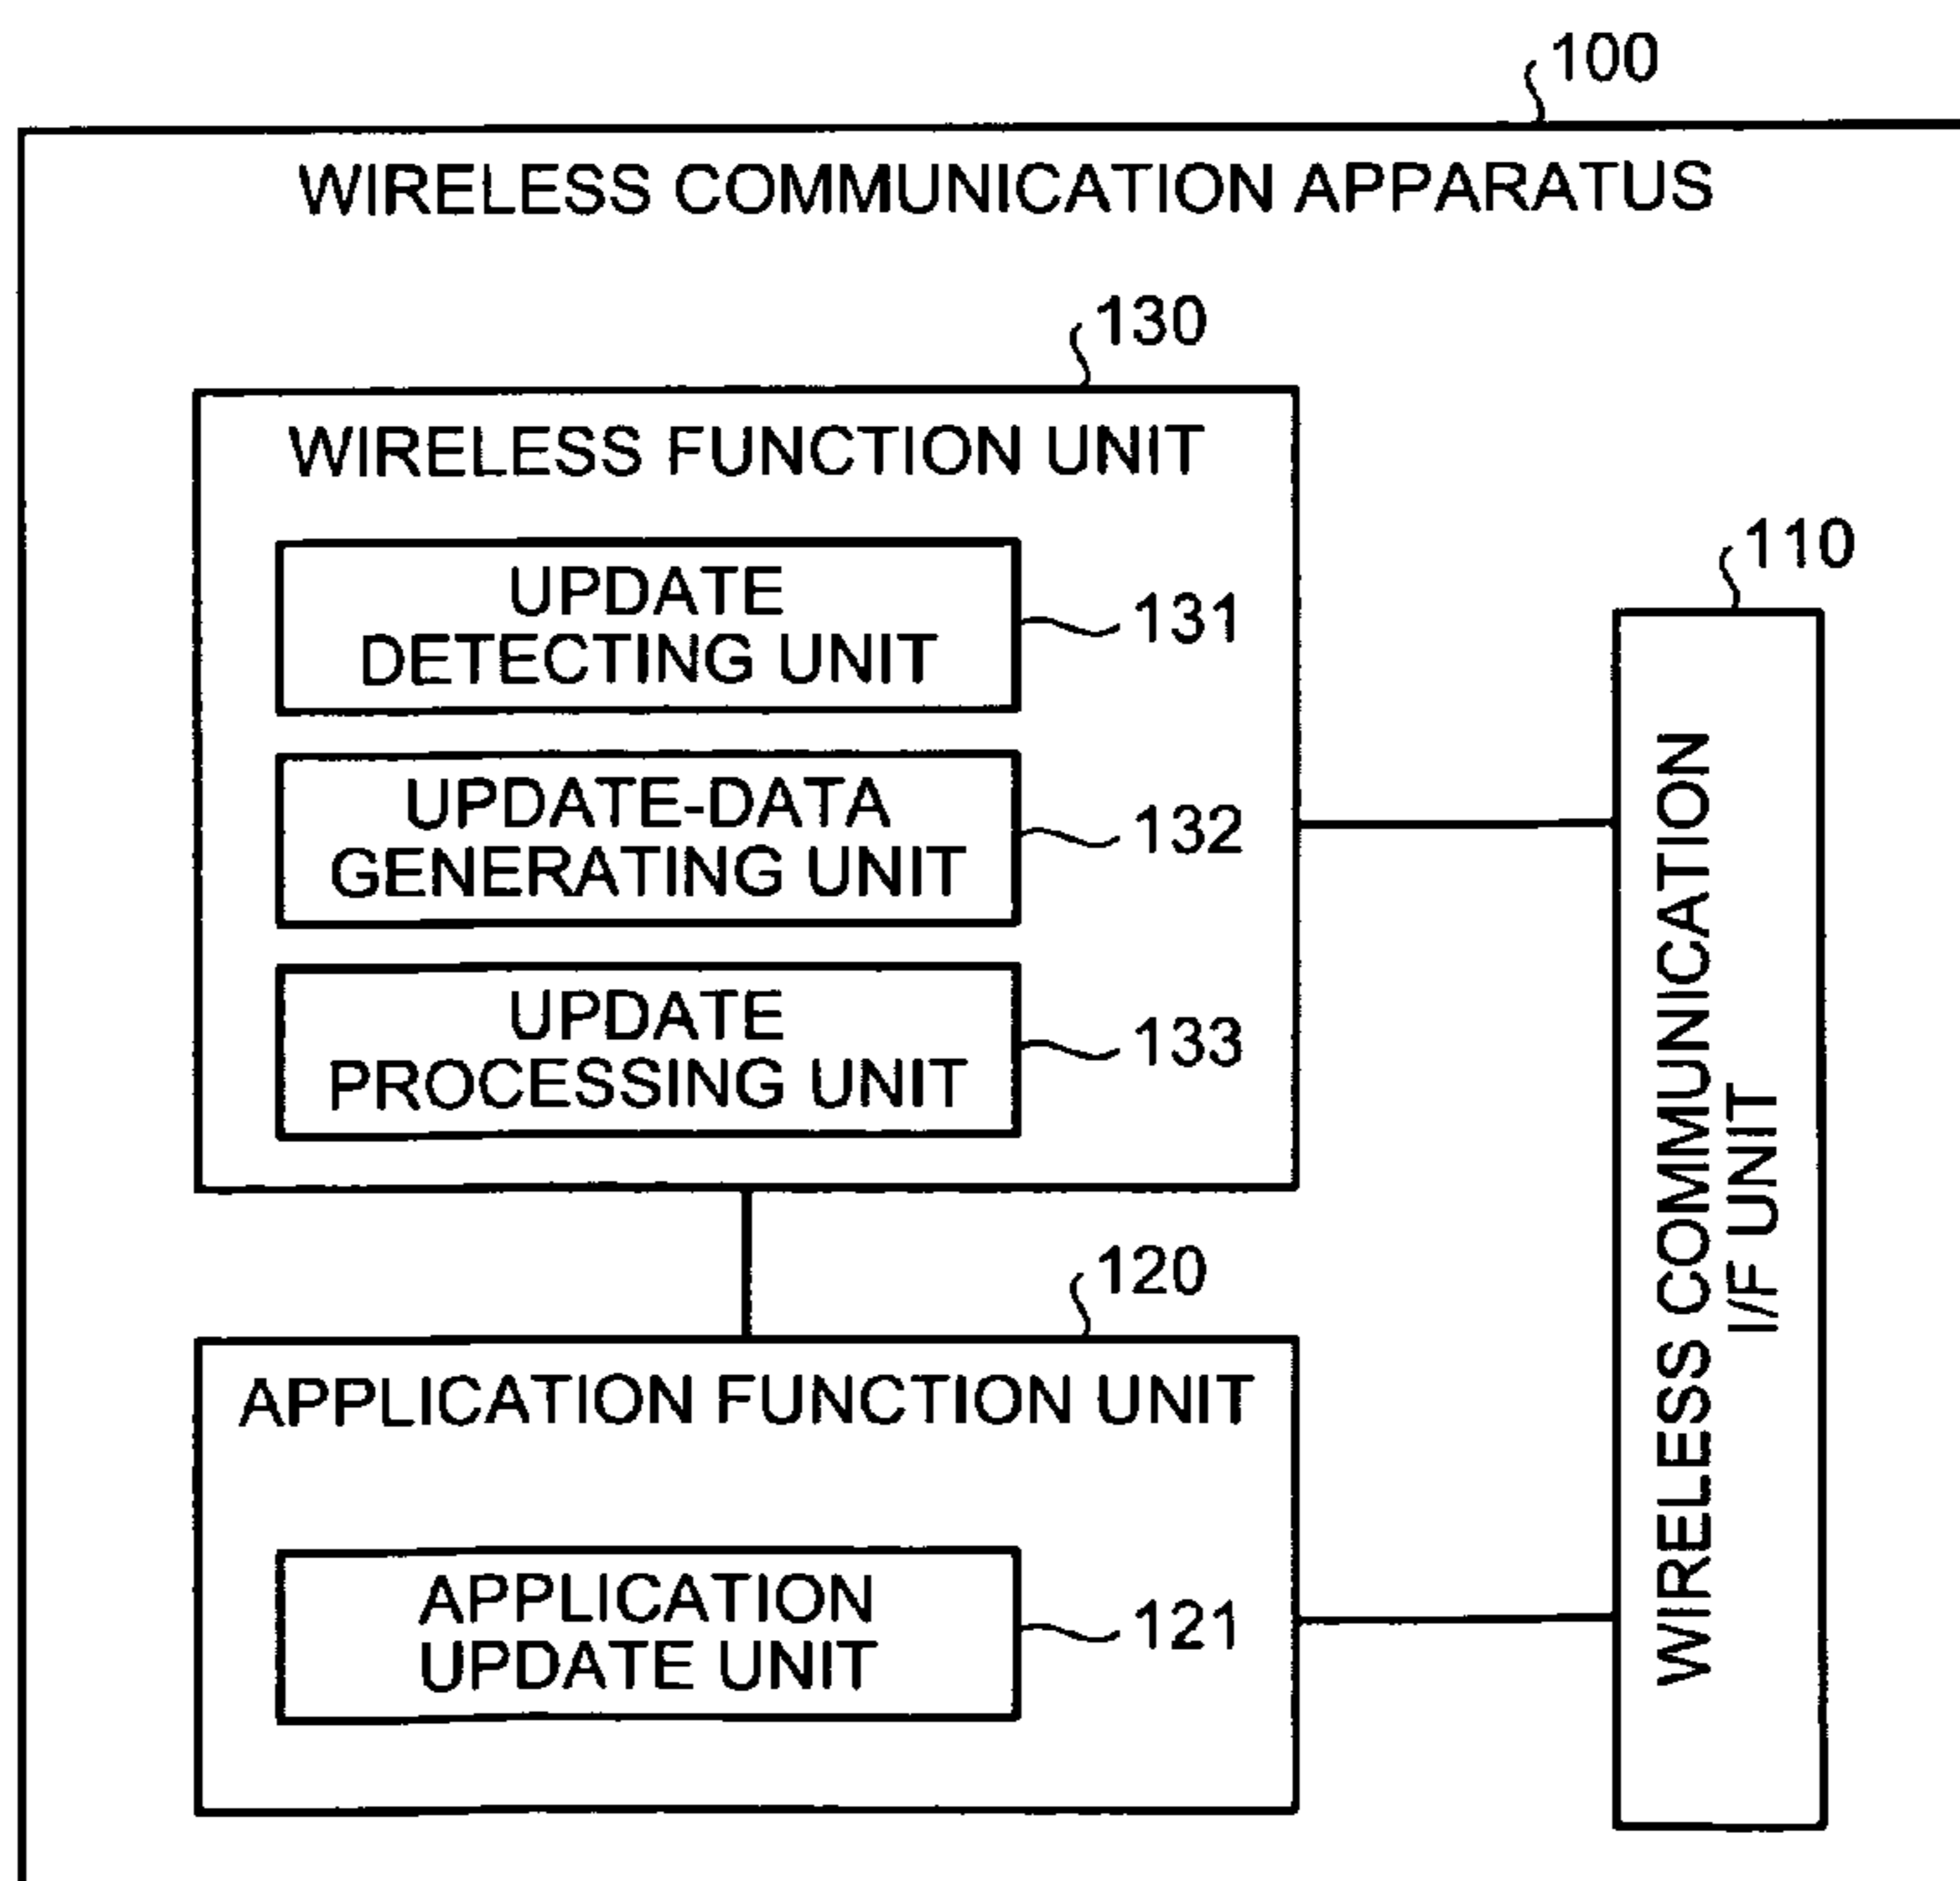 100
WIRELESS COMMUNICATION APPARATUS
130
WIRELESS FUNCTION UNIT
UPDATE
DETECTING UNIT
131
UPDATE-DATA
GENERATING UNIT
132
UPDATE
PROCESSING UNIT
133
110
WIRELESS COMMUNICATION
I/F UNIT
120
APPLICATION FUNCTION UNIT
APPLICATION
UPDATE UNIT
121